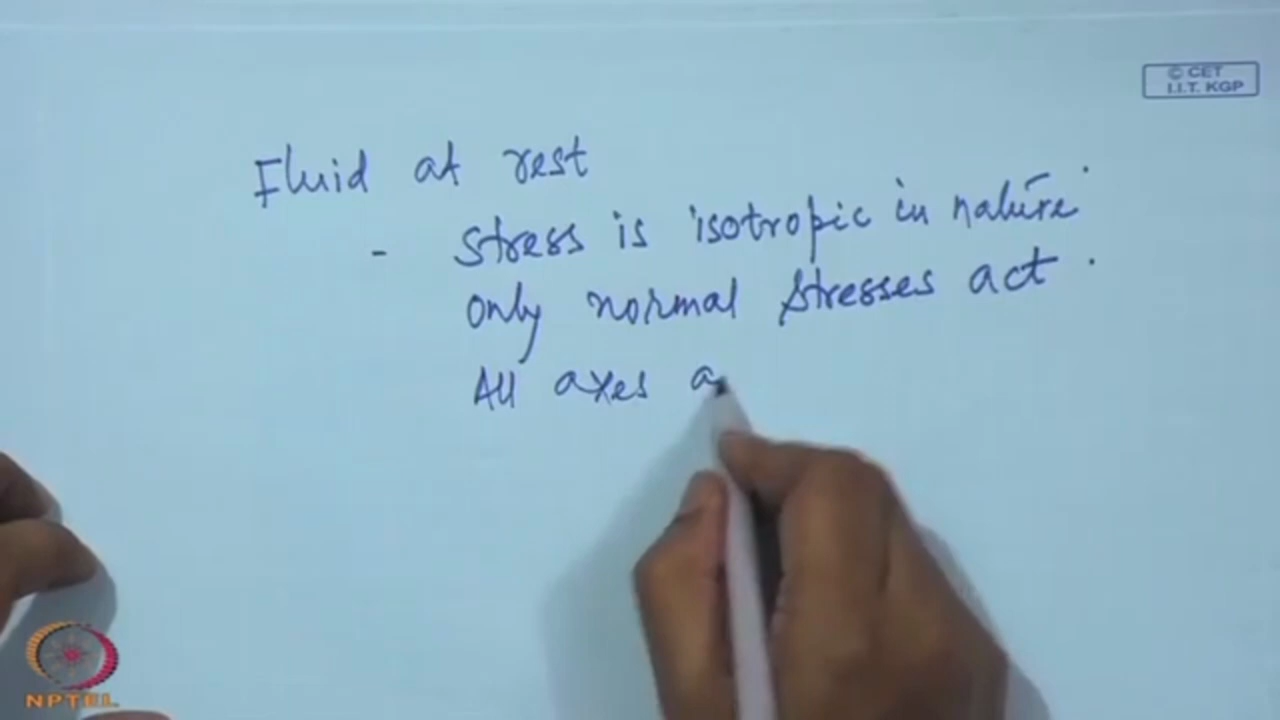 © CET
I.I.T. KGP
Fluid at rest
- Stress is isotropic in nature.
only normal stresses act.
All axes a
NPTEL